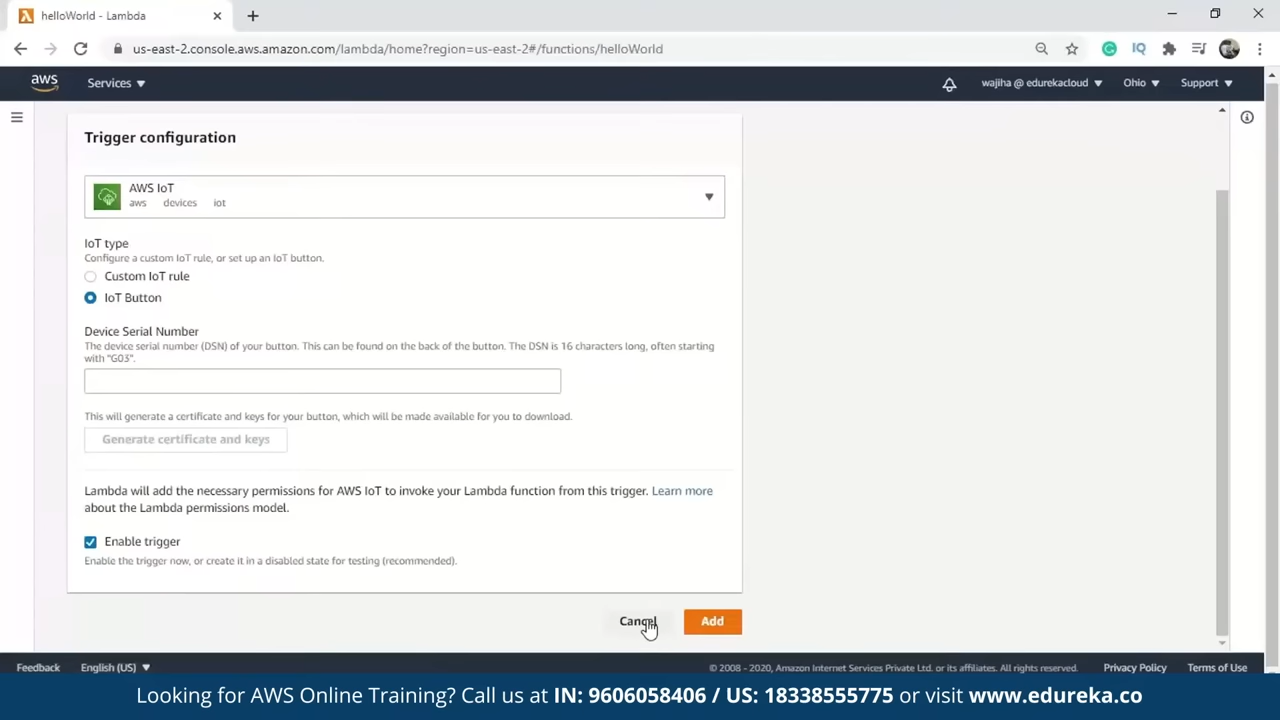 helloWorld - Lambda
us-east-2.console.aws.amazon.com/lambda/home?region=us-east-2#/functions/helloWorld
IQ
aws
Services
wajiha @ edurekacloud
Ohio
Support
Trigger configuration
AWS IoT
aws devices iot
IoT type
Configure a custom IoT rule, or set up an IoT button.
Custom IoT rule
IoT Button
Device Serial Number
The device serial number (DSN) of your button. This can be found on the back of the button. The DSN is 16 characters long, often starting
with "G03".
This will generate a certificate and keys for your button, which will be made available for you to download.
Generate certificate and keys
Lambda will add the necessary permissions for AWS IoT to invoke your Lambda function from this trigger. Learn more
about the Lambda permissions model.
Enable trigger
Enable the trigger now, or create it in a disabled state for testing (recommended).
Cancel
Add
Feedback
English (US)
© 2008 - 2020, Amazon Internet Services Private Ltd. or its affiliates. All rights reserved.
Privacy Policy
Terms of Use
Looking for AWS Online Training? Call us at IN: 9606058406 / US: 18338555775 or visit www.edureka.co